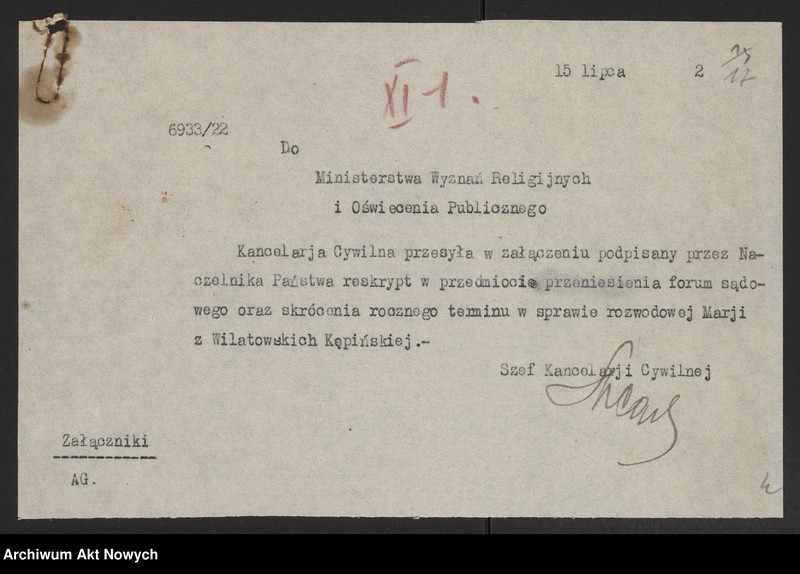 15 lipca 2
XI-1.
6933/22
Do
Ministerstwa Wyznań Religijnych
i Oświecenia Publicznego
Kancelarja Cywilna przesyła w załączeniu podpisany przez Na-
czelnika Państwa reskrypt w przedmiocie przeniesienia forum sądo-
wego oraz skrócenia rocznego terminu w sprawie rozwodowej Marji
z Wilatowskich Kępińskiej.-
Szef Kancelarji Cywilnej
Załączniki
AG.
Archiwum Akt Nowych